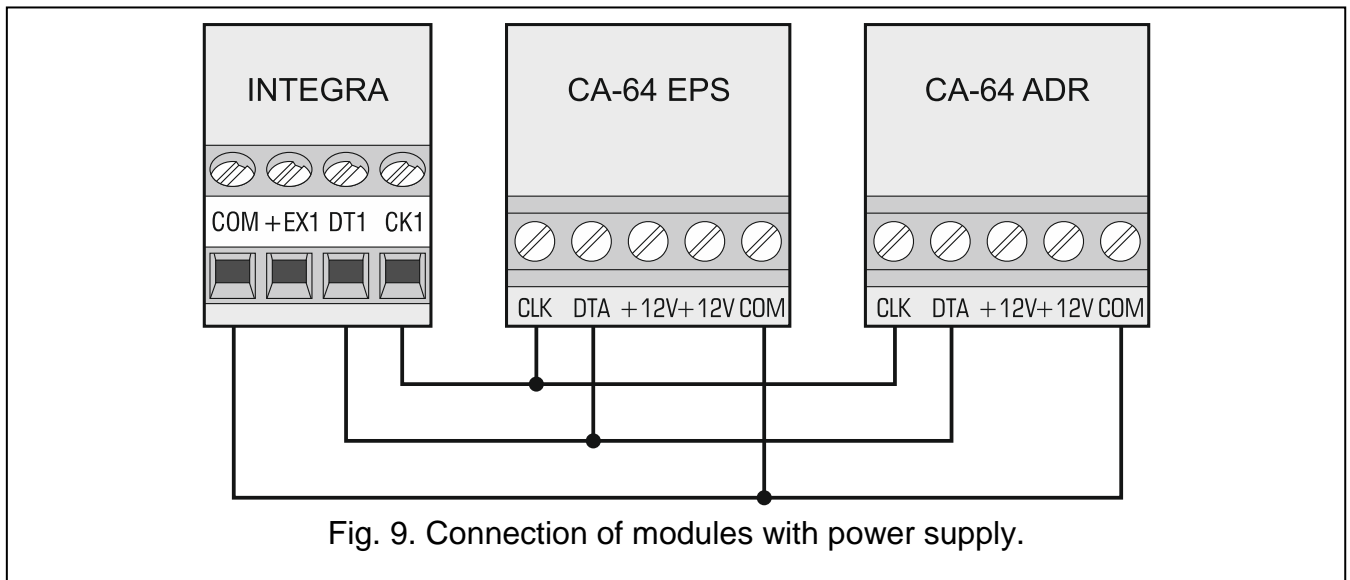 INTEGRA CA-64 EPS CA-64 ADR
COM +EX1 DT1 CK1
CLK DTA +12V+12V COM CLK DTA +12V+12V COM
Fig. 9. Connection of modules with power supply.